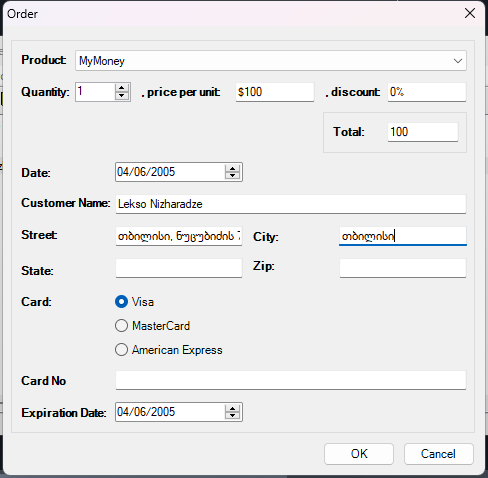 Order
Product: MyMoney
Quantity: 1 , price per unit: $100 , discount: 0%
Total: 100
Date: 04/06/2005
Customer Name: Lekso Nizharadze
Street: თბილისი, ნუცუბიძის City: თბილისი
State: Zip:
Card: Visa
MasterCard
American Express
Card No
Expiration Date: 04/06/2005
OK Cancel